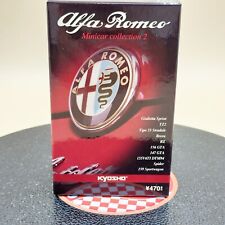 Alfa Romeo
Minicar collection 2
ALFA ROMEO
Giulietta Sprint
TZ2
Tipo 33 Stradale
Brera
RZ
156 GTA
147 GTA
155V6TI DTM94
Spider
159 Sportwagon
KYOSHO
¥470!